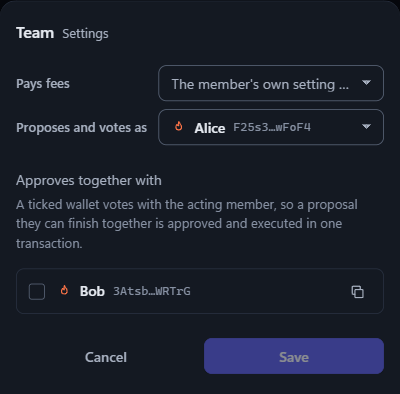 Team Settings
Pays fees The member's own setting ...
Proposes and votes as Alice F25s3…wFoF4
Approves together with
A ticked wallet votes with the acting member, so a proposal
they can finish together is approved and executed in one
transaction.
Bob 3Atsb…WRTrG
Cancel Save